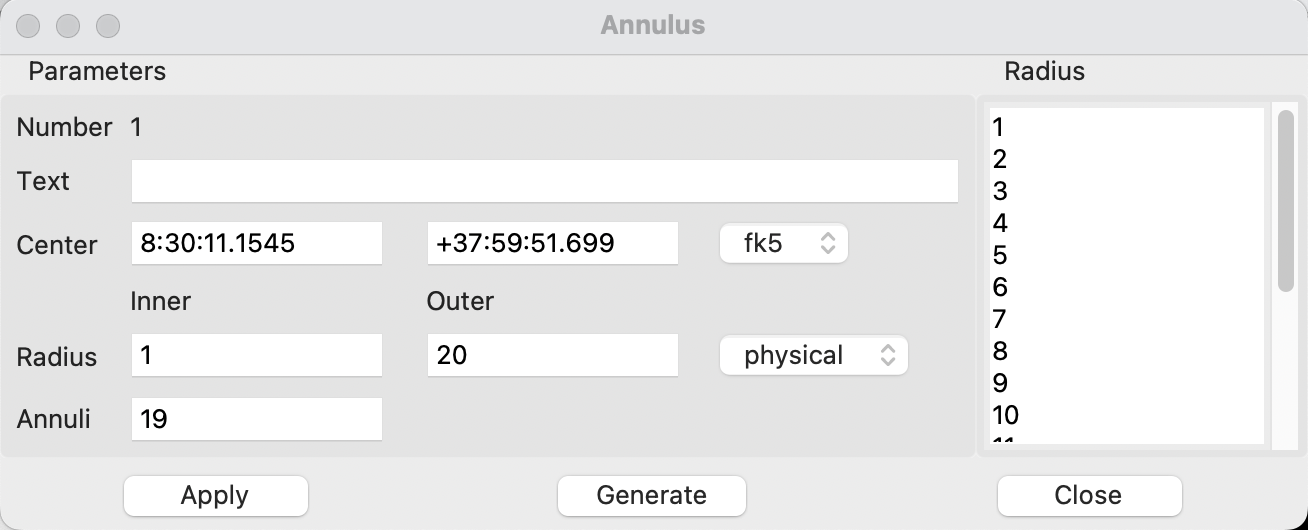 Annulus
Parameters
Number 1
Text
Center 8:30:11.1545 +37:59:51.699 fk5
Inner Outer
Radius 1 20 physical
Annuli 19
Radius
1
2
3
4
5
6
7
8
9
10
11
Apply Generate Close